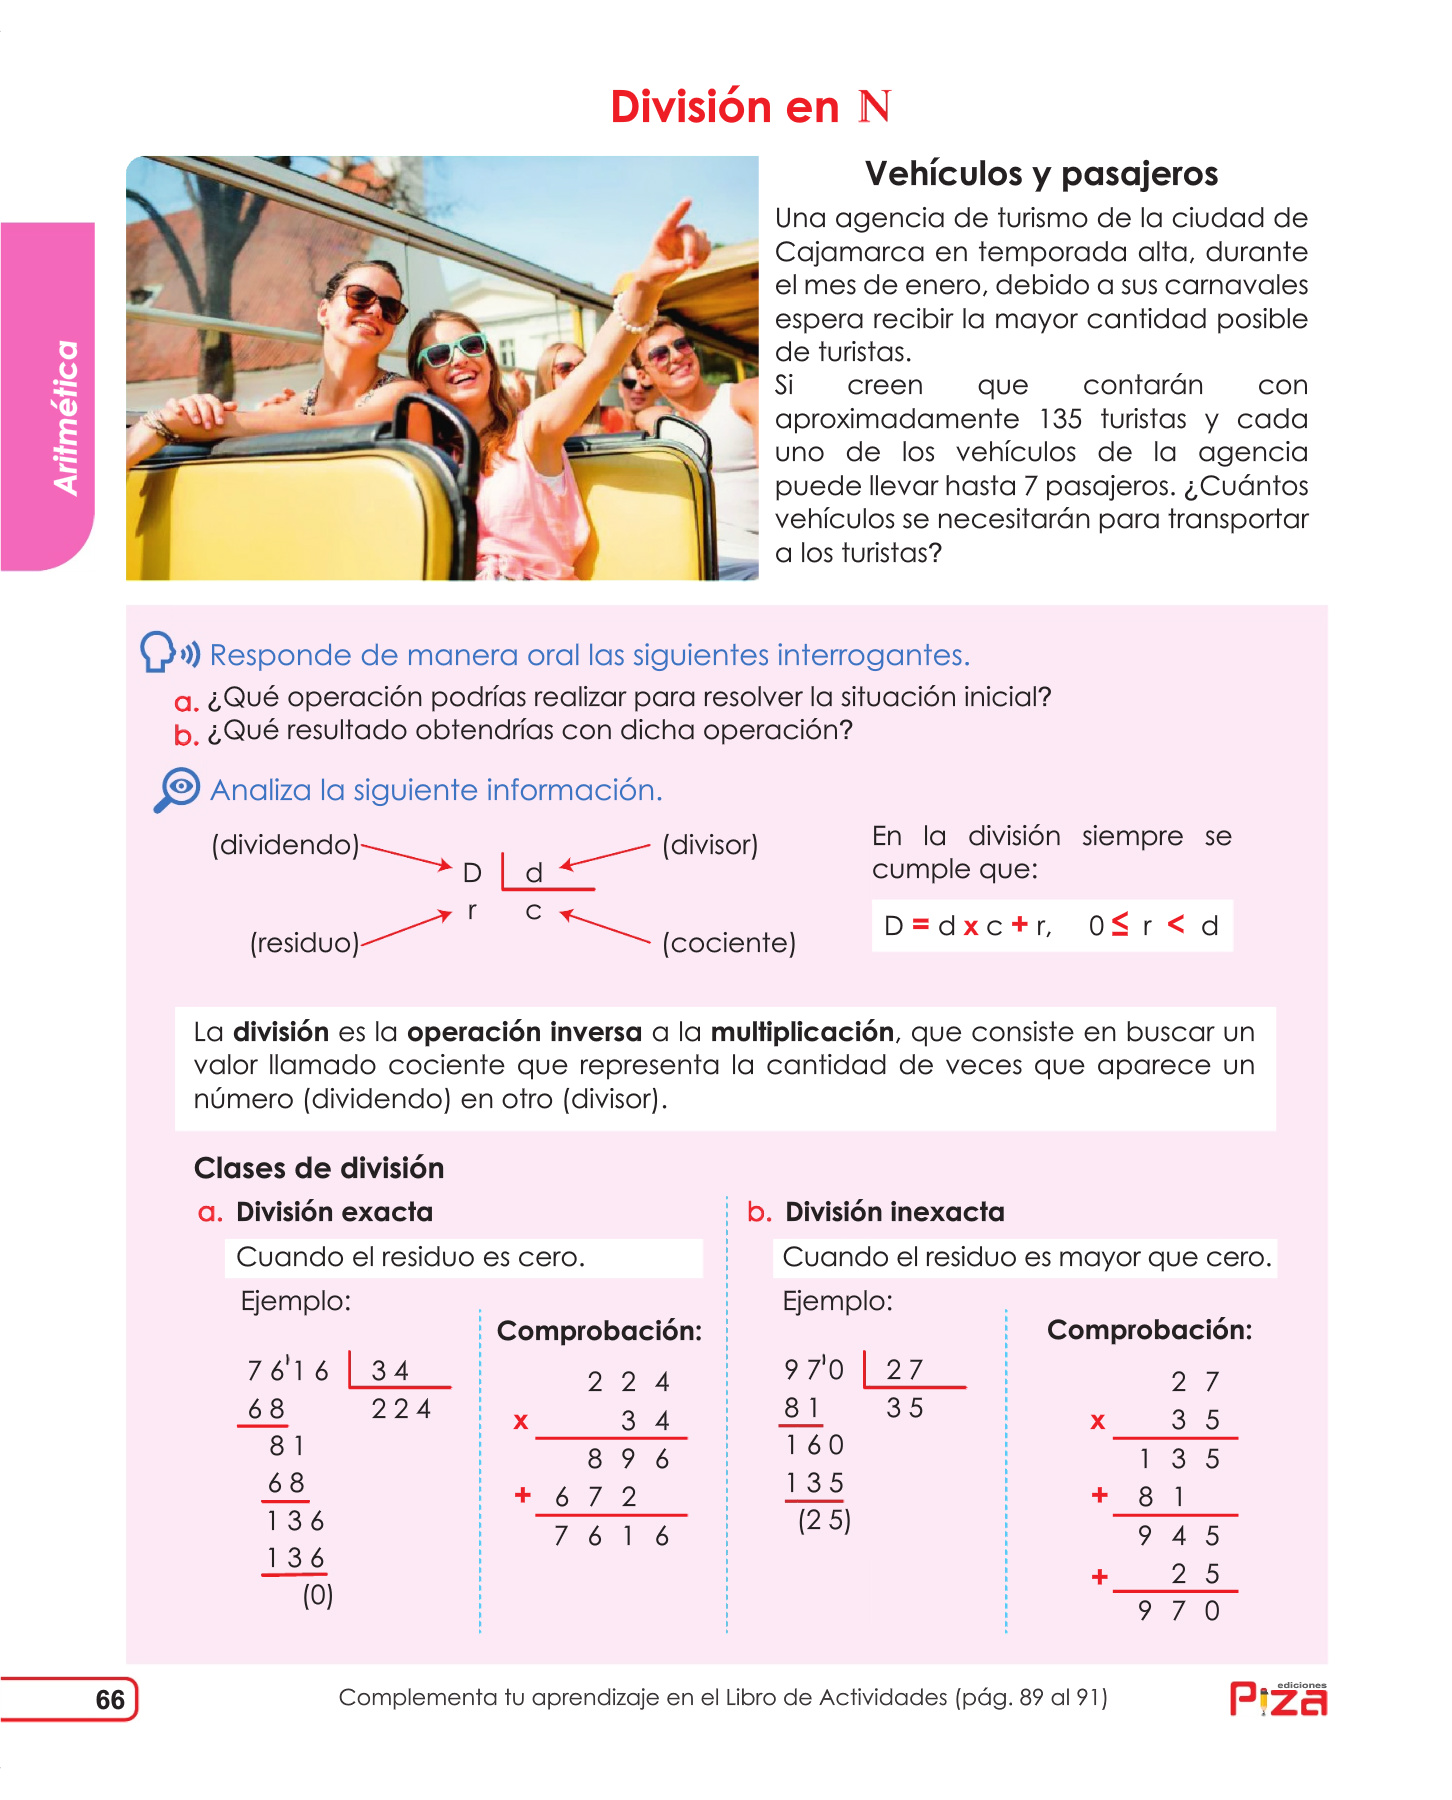 División en ℕ
Aritmética
Vehículos y pasajeros
Una agencia de turismo de la ciudad de
Cajamarca en temporada alta, durante
el mes de enero, debido a sus carnavales
espera recibir la mayor cantidad posible
de turistas.
Si creen que contarán con
aproximadamente 135 turistas y cada
uno de los vehículos de la agencia
puede llevar hasta 7 pasajeros. ¿Cuántos
vehículos se necesitarán para transportar
a los turistas?
Responde de manera oral las siguientes interrogantes.
a. ¿Qué operación podrías realizar para resolver la situación inicial?
b. ¿Qué resultado obtendrías con dicha operación?
Analiza la siguiente información.
(dividendo) (divisor)
D d
r c
(residuo) (cociente)
En la división siempre se
cumple que:
D = d x c + r, 0 ≤ r < d
La división es la operación inversa a la multiplicación, que consiste en buscar un
valor llamado cociente que representa la cantidad de veces que aparece un
número (dividendo) en otro (divisor).
Clases de división
a. División exacta
Cuando el residuo es cero.
Ejemplo:
7 6'1 6 3 4
6 8 2 2 4
8 1
6 8
1 3 6
1 3 6
(0)
Comprobación:
2 2 4
x 3 4
8 9 6
+ 6 7 2
7 6 1 6
b. División inexacta
Cuando el residuo es mayor que cero.
Ejemplo:
9 7'0 2 7
8 1 3 5
1 6 0
1 3 5
(2 5)
Comprobación:
2 7
x 3 5
1 3 5
+ 8 1
9 4 5
+ 2 5
9 7 0
66
Complementa tu aprendizaje en el Libro de Actividades (pág. 89 al 91)
ediciones
Piza